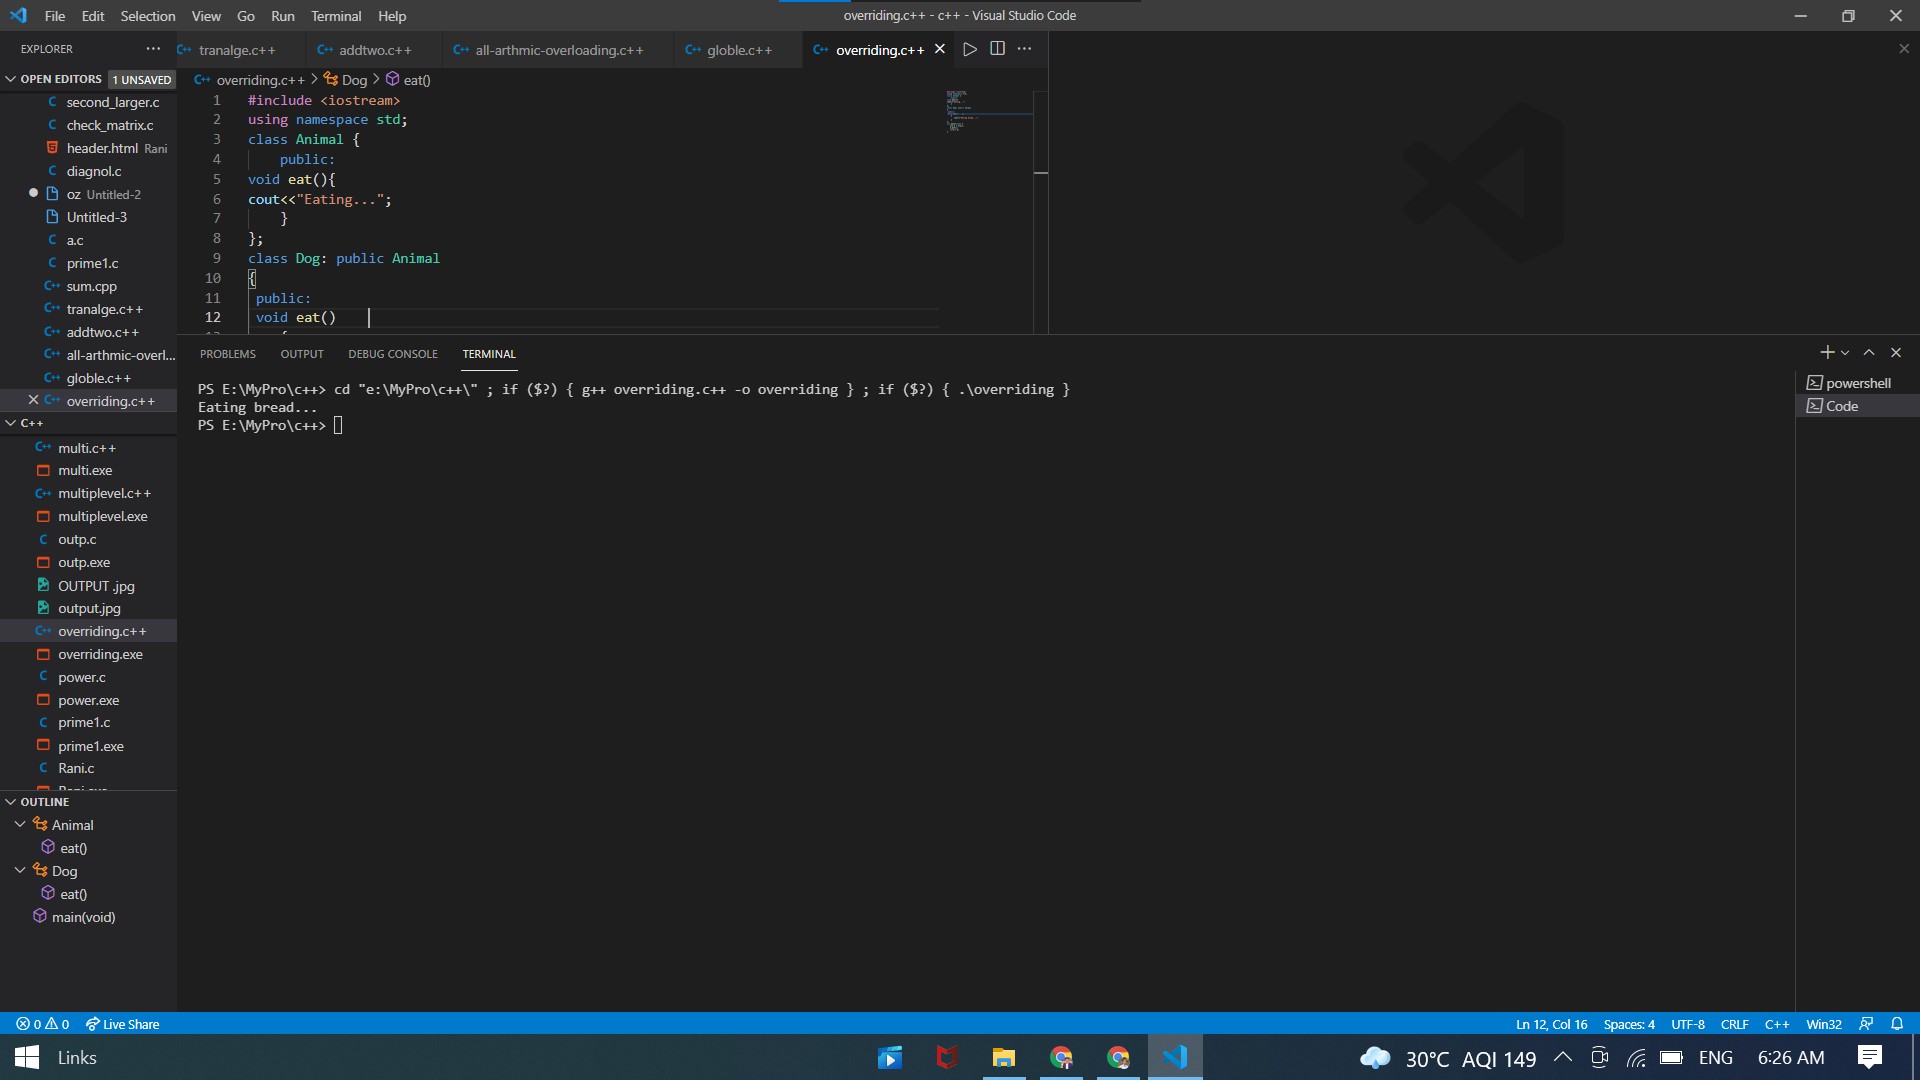 File Edit Selection View Go Run Terminal Help
overriding.c++ - c++ - Visual Studio Code
EXPLORER
tranalge.c++ addtwo.c++ all-arthmic-overloading.c++ globle.c++ overriding.c++
OPEN EDITORS 1 UNSAVED
second_larger.c
check_matrix.c
header.html Rani
diagnol.c
oz Untitled-2
Untitled-3
a.c
prime1.c
sum.cpp
tranalge.c++
addtwo.c++
all-arthmic-overl...
globle.c++
overriding.c++
C++
multi.c++
multi.exe
multiplevel.c++
multiplevel.exe
outp.c
outp.exe
OUTPUT .jpg
output.jpg
overriding.c++
overriding.exe
power.c
power.exe
prime1.c
prime1.exe
Rani.c
OUTLINE
Animal
eat()
Dog
eat()
main(void)
overriding.c++ > Dog > eat()
1 #include <iostream>
2 using namespace std;
3 class Animal {
4 public:
5 void eat(){
6 cout<<"Eating...";
7 }
8 };
9 class Dog: public Animal
10 {
11 public:
12 void eat()
PROBLEMS OUTPUT DEBUG CONSOLE TERMINAL
PS E:\MyPro\c++> cd "e:\MyPro\c++\" ; if ($?) { g++ overriding.c++ -o overriding } ; if ($?) { .\overriding }
Eating bread...
PS E:\MyPro\c++>
powershell
Code
0 0 Live Share
Ln 12, Col 16 Spaces: 4 UTF-8 CRLF C++ Win32
Links
30°C AQI 149 ENG 6:26 AM